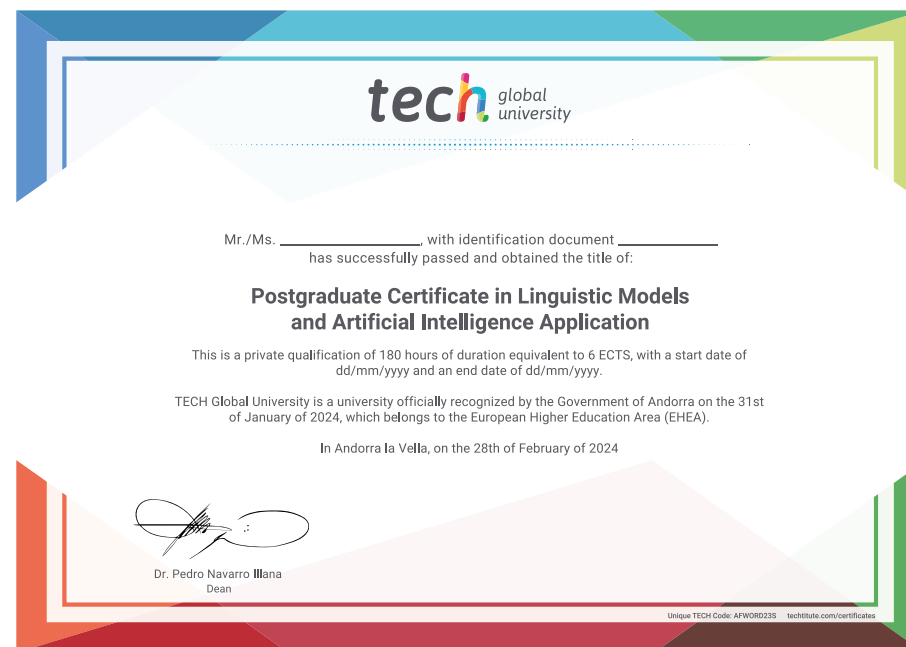 tech global
university
Mr./Ms. ____________________, with identification document ______________
has successfully passed and obtained the title of:
Postgraduate Certificate in Linguistic Models
and Artificial Intelligence Application
This is a private qualification of 180 hours of duration equivalent to 6 ECTS, with a start date of
dd/mm/yyyy and an end date of dd/mm/yyyy.
TECH Global University is a university officially recognized by the Government of Andorra on the 31st
of January of 2024, which belongs to the European Higher Education Area (EHEA).
In Andorra la Vella, on the 28th of February of 2024
Dr. Pedro Navarro Illana
Dean
Unique TECH Code: AFWORD23S techtitute.com/certificates